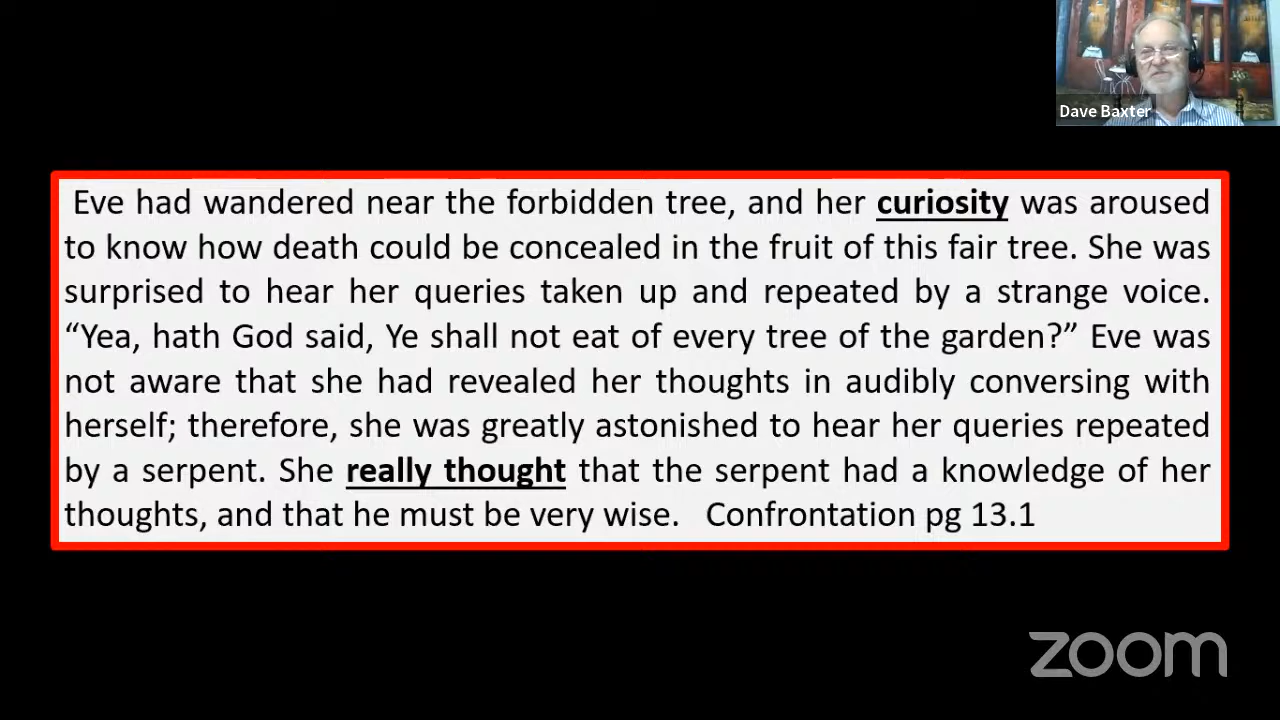 Dave Baxter
Eve had wandered near the forbidden tree, and her curiosity was aroused
to know how death could be concealed in the fruit of this fair tree. She was
surprised to hear her queries taken up and repeated by a strange voice.
“Yea, hath God said, Ye shall not eat of every tree of the garden?” Eve was
not aware that she had revealed her thoughts in audibly conversing with
herself; therefore, she was greatly astonished to hear her queries repeated
by a serpent. She really thought that the serpent had a knowledge of her
thoughts, and that he must be very wise. Confrontation pg 13.1
zoom